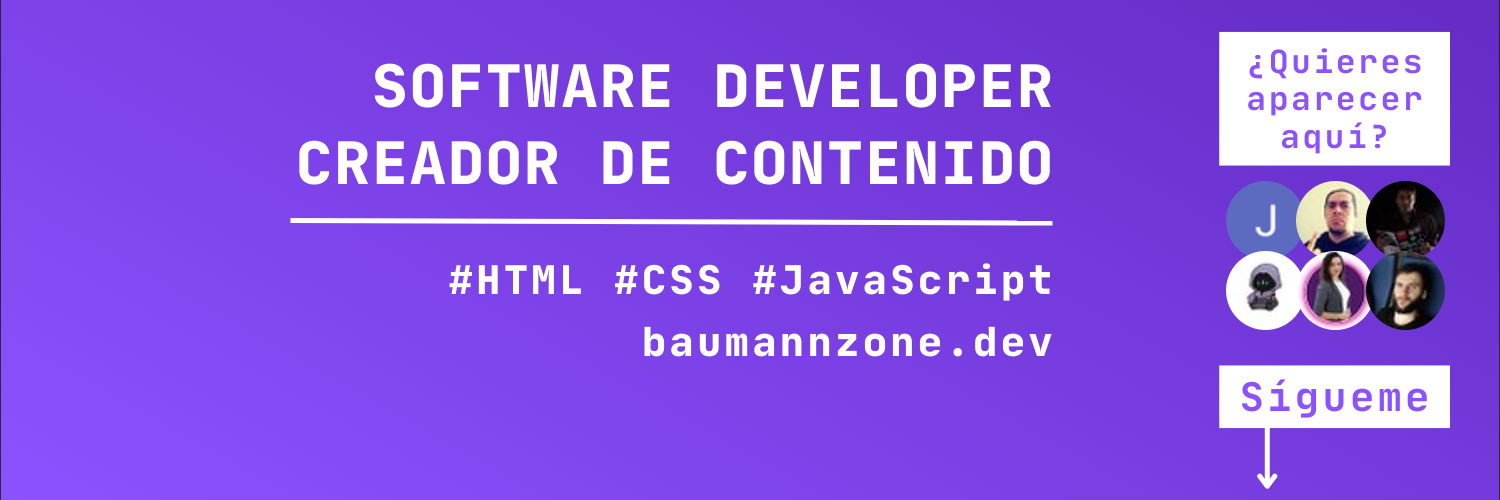 SOFTWARE DEVELOPER
CREADOR DE CONTENIDO
#HTML #CSS #JavaScript
baumannzone.dev
¿Quieres
aparecer
aquí?
J
Sígueme